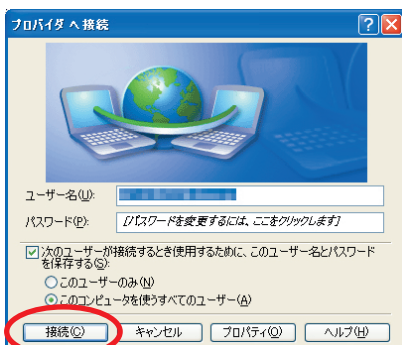 プロバイダ へ接続
ユーザー名(U):
パスワード(P): [パスワードを変更するには、ここをクリックします]
次のユーザーが接続するとき使用するために、このユーザー名とパスワード
を保存する(S):
このユーザーのみ(N)
このコンピュータを使うすべてのユーザー(A)
接続(C) キャンセル プロパティ(O) ヘルプ(H)